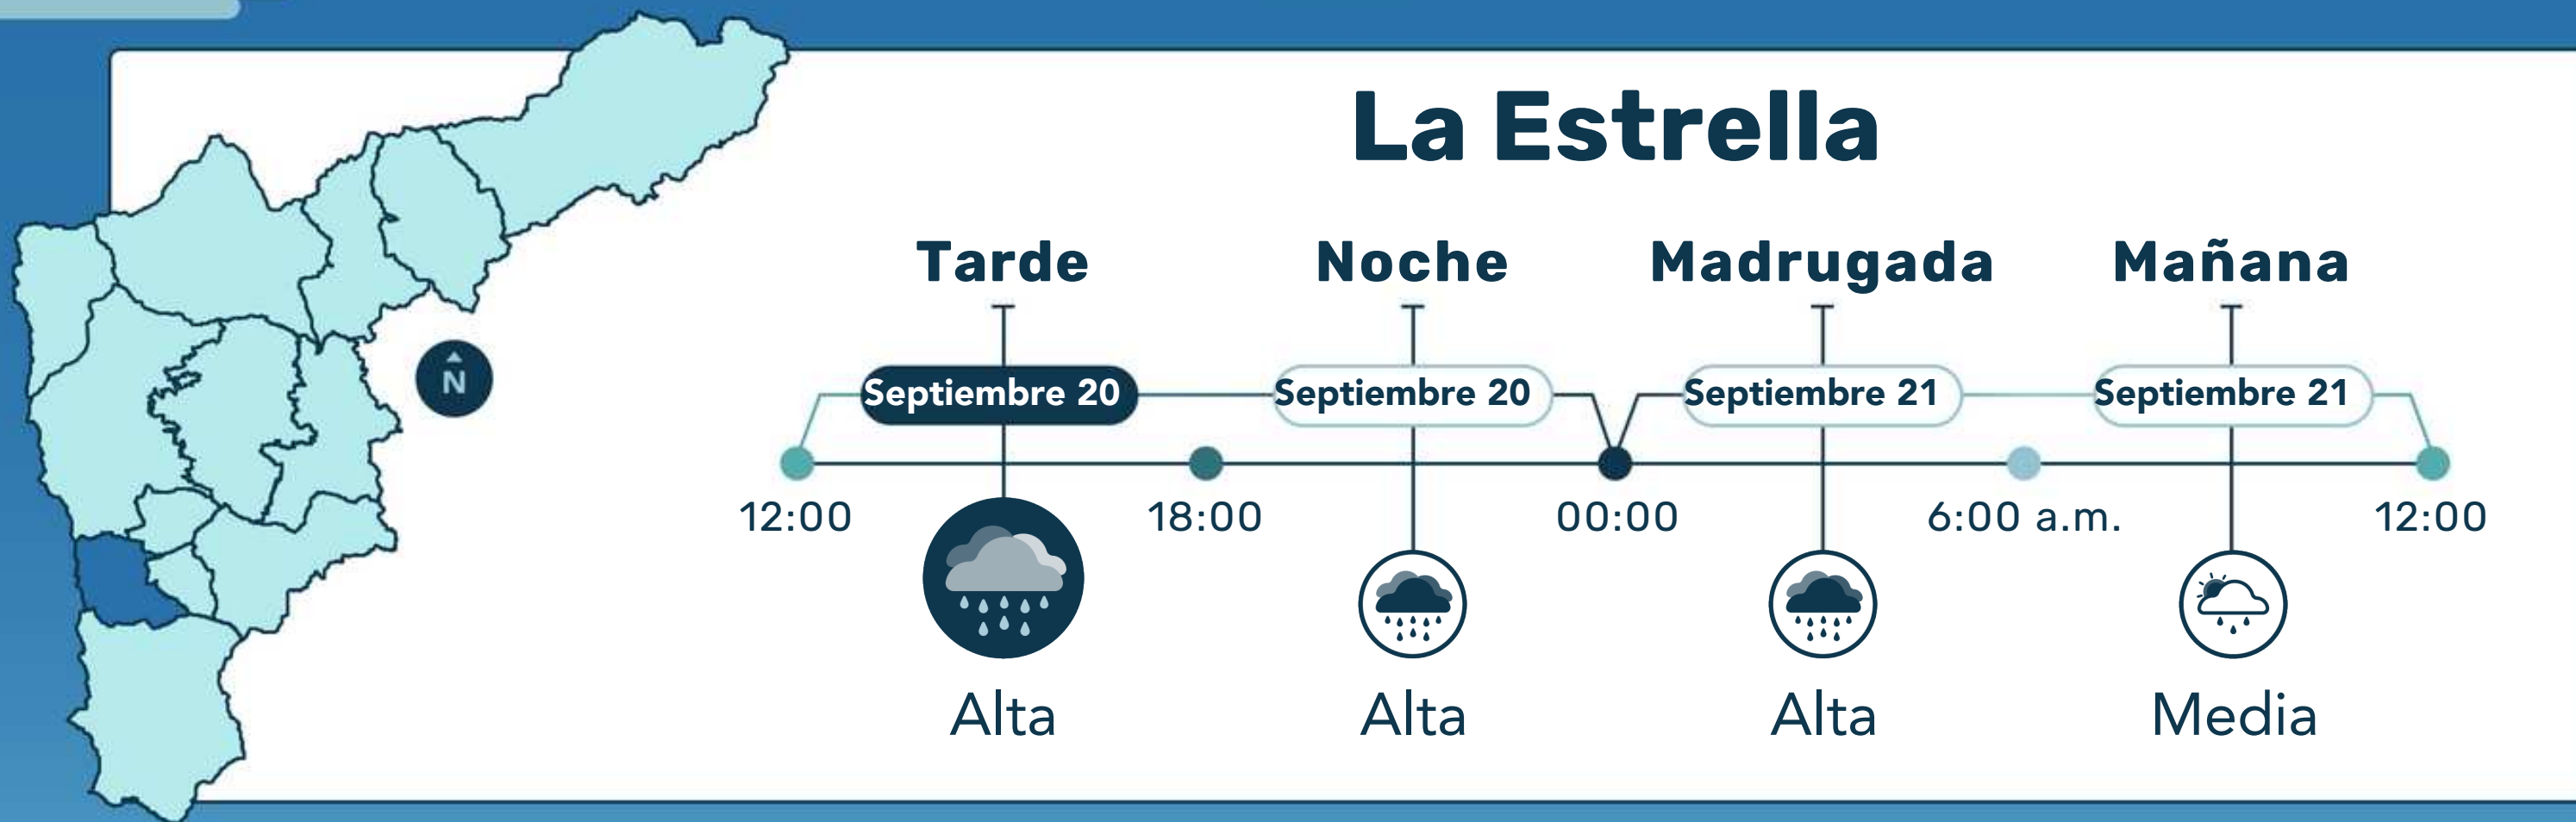 La Estrella
Tarde Noche Madrugada Mañana
Septiembre 20 Septiembre 20 Septiembre 21 Septiembre 21
N
12:00 18:00 00:00 6:00 a.m. 12:00
Alta Alta Alta Media